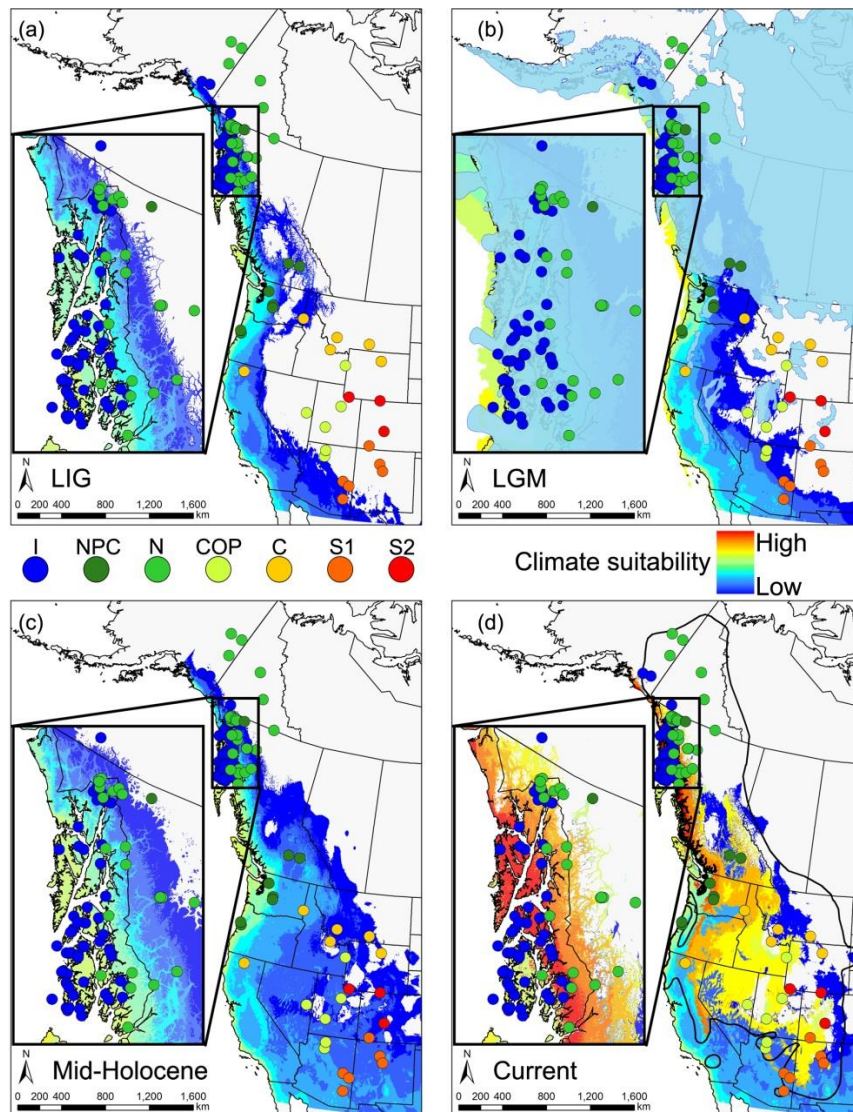 (a)
N
LIG
0 200 400 800 1,200 1,600
km
(b)
N
LGM
0 200 400 800 1,200 1,600
km
I NPC N COP C S1 S2
Climate suitability High
Low
(c)
N
Mid-Holocene
0 200 400 800 1,200 1,600
km
(d)
N
Current
0 200 400 800 1,200 1,600
km